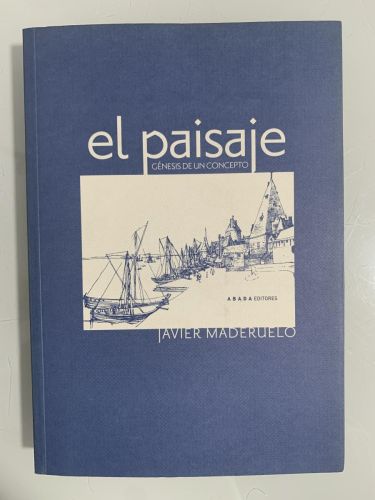 el paisaje
GÉNESIS DE UN CONCEPTO
ABADA EDITORES
JAVIER MADERUELO